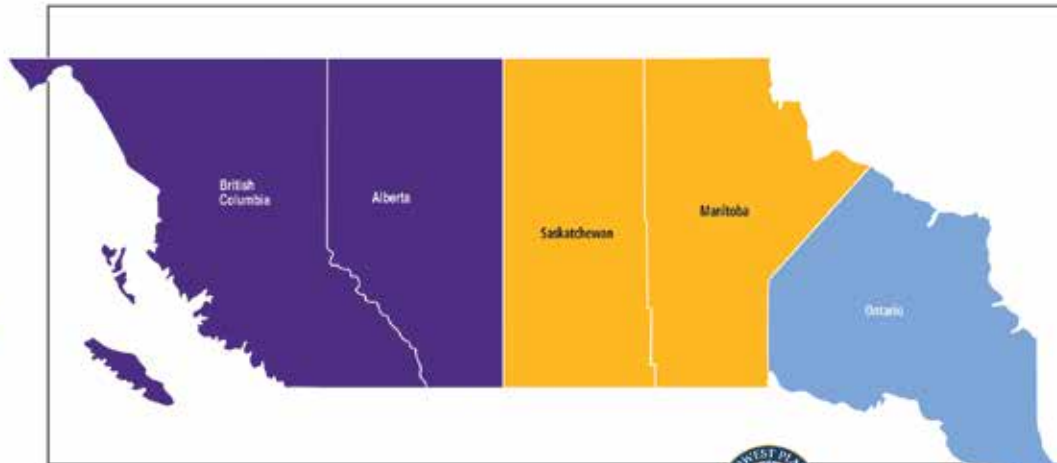 British
Columbia
Alberta
Saskatchewan
Manitoba
Ontario